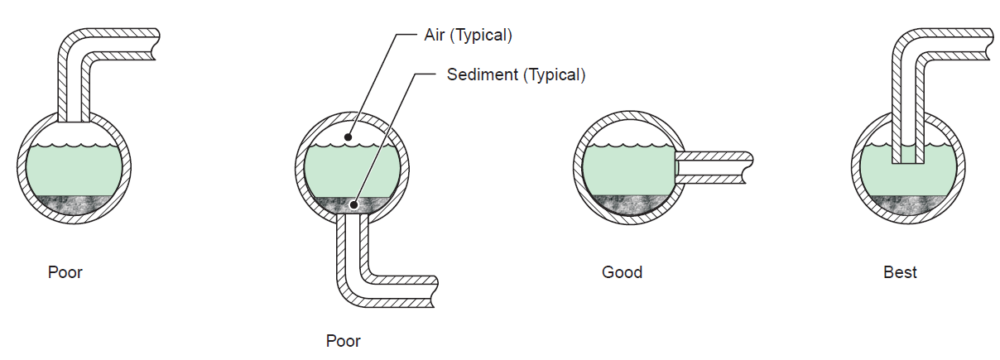 Air (Typical)
Sediment (Typical)
Poor
Good
Best
Poor